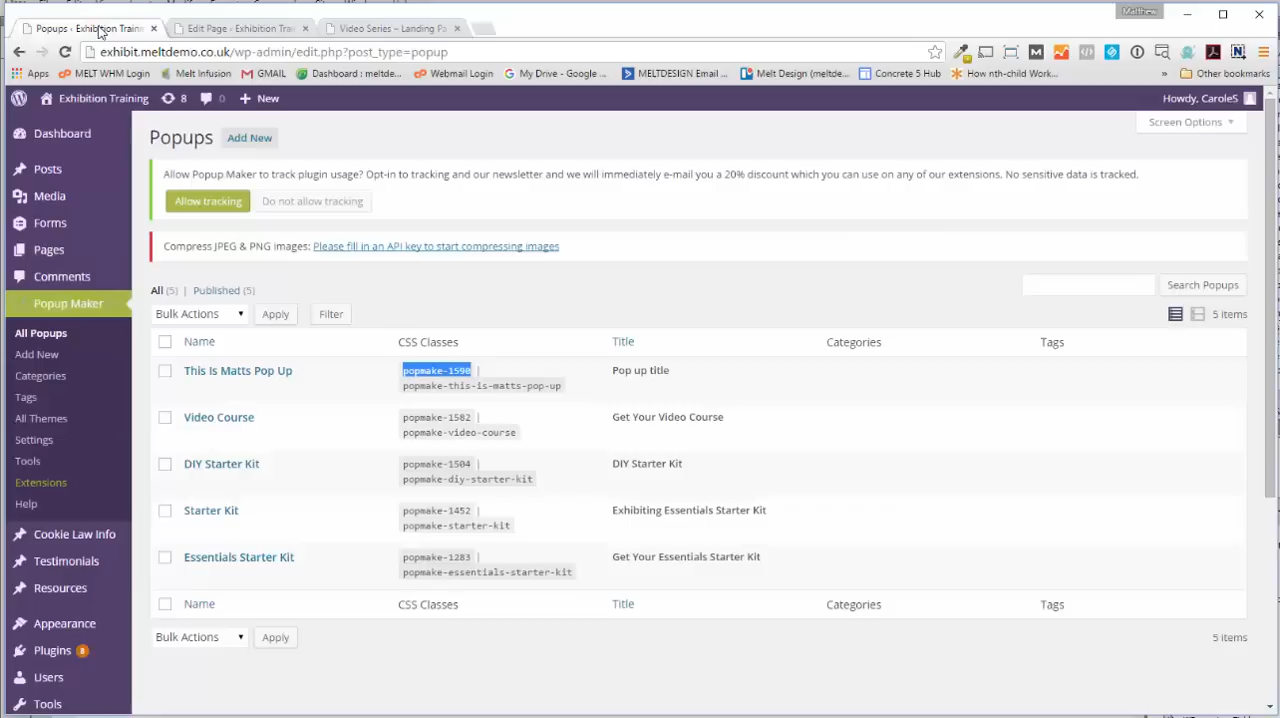 Matthew
Popups ‹ Exhibition Trainin
Edit Page ‹ Exhibition Trai
Video Series – Landing Pa
exhibit.meltdemo.co.uk/wp-admin/edit.php?post_type=popup
Apps
MELT WHM Login
Melt Infusion
GMAIL
Dashboard : meltde...
Webmail Login
My Drive - Google ...
MELTDESIGN Email ...
Melt Design (meltde...
Concrete 5 Hub
How nth-child Work...
»
Other bookmarks
Exhibition Training
8
0
+ New
Howdy, CaroleS
Dashboard
Posts
Media
Forms
Pages
Comments
Popup Maker
All Popups
Add New
Categories
Tags
All Themes
Settings
Tools
Extensions
Help
Cookie Law Info
Testimonials
Resources
Appearance
Plugins 8
Users
Tools
Screen Options
Popups Add New
Allow Popup Maker to track plugin usage? Opt-in to tracking and our newsletter and we will immediately e-mail you a 20% discount which you can use on any of our extensions. No sensitive data is tracked.
Allow tracking
Do not allow tracking
Compress JPEG & PNG images: Please fill in an API key to start compressing images
All (5) | Published (5)
Search Popups
Bulk Actions
Apply
Filter
5 items
Name CSS Classes Title Categories Tags
This Is Matts Pop Up popmake-1590 | Pop up title
popmake-this-is-matts-pop-up
Video Course popmake-1582 | Get Your Video Course
popmake-video-course
DIY Starter Kit popmake-1504 | DIY Starter Kit
popmake-diy-starter-kit
Starter Kit popmake-1452 | Exhibiting Essentials Starter Kit
popmake-starter-kit
Essentials Starter Kit popmake-1283 | Get Your Essentials Starter Kit
popmake-essentials-starter-kit
Name CSS Classes Title Categories Tags
Bulk Actions
Apply
5 items